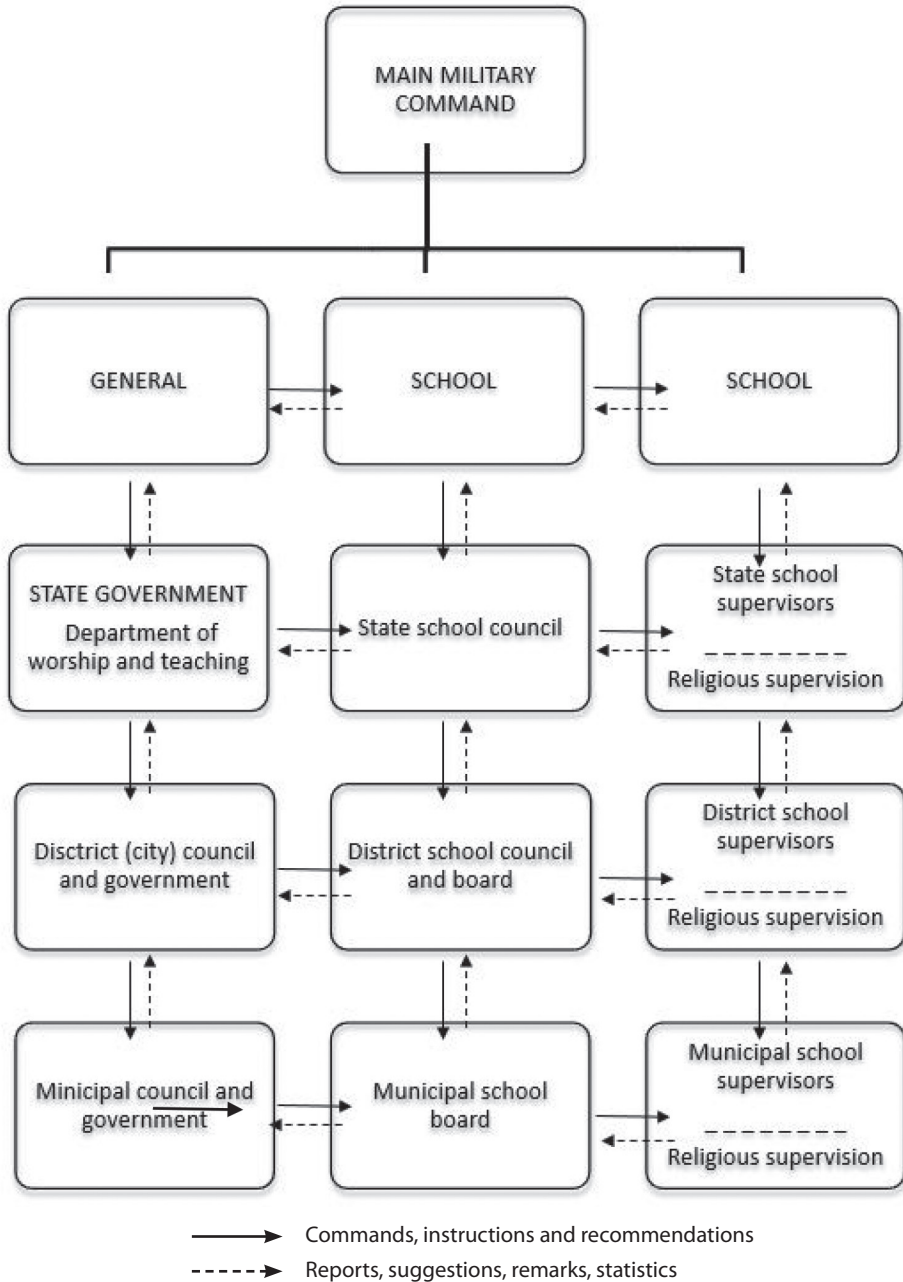 MAIN MILITARY
COMMAND
GENERAL
SCHOOL
SCHOOL
STATE GOVERNMENT
Department of
worship and teaching
State school council
State school
supervisors
Religious supervision
Disctrict (city) council
and government
District school council
and board
District school
supervisors
Religious supervision
Minicipal council and
government
Municipal school
board
Municipal school
supervisors
Religious supervision
Commands, instructions and recommendations
Reports, suggestions, remarks, statistics